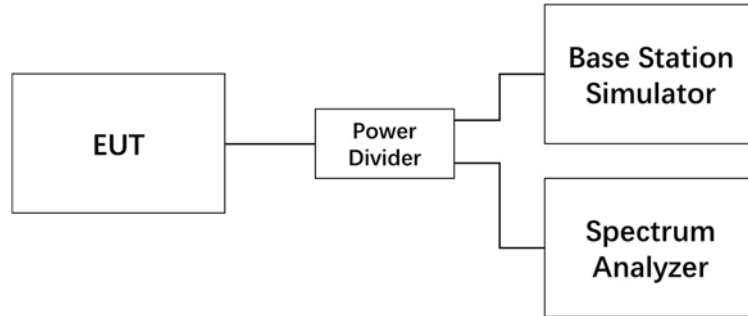 EUT
Power
Divider
Base Station
Simulator
Spectrum
Analyzer